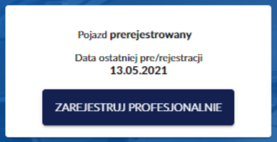 Pojazd prerejestrowany
Data ostatniej pre/rejestracji
13.05.2021
ZAREJESTRUJ PROFESJONALNIE